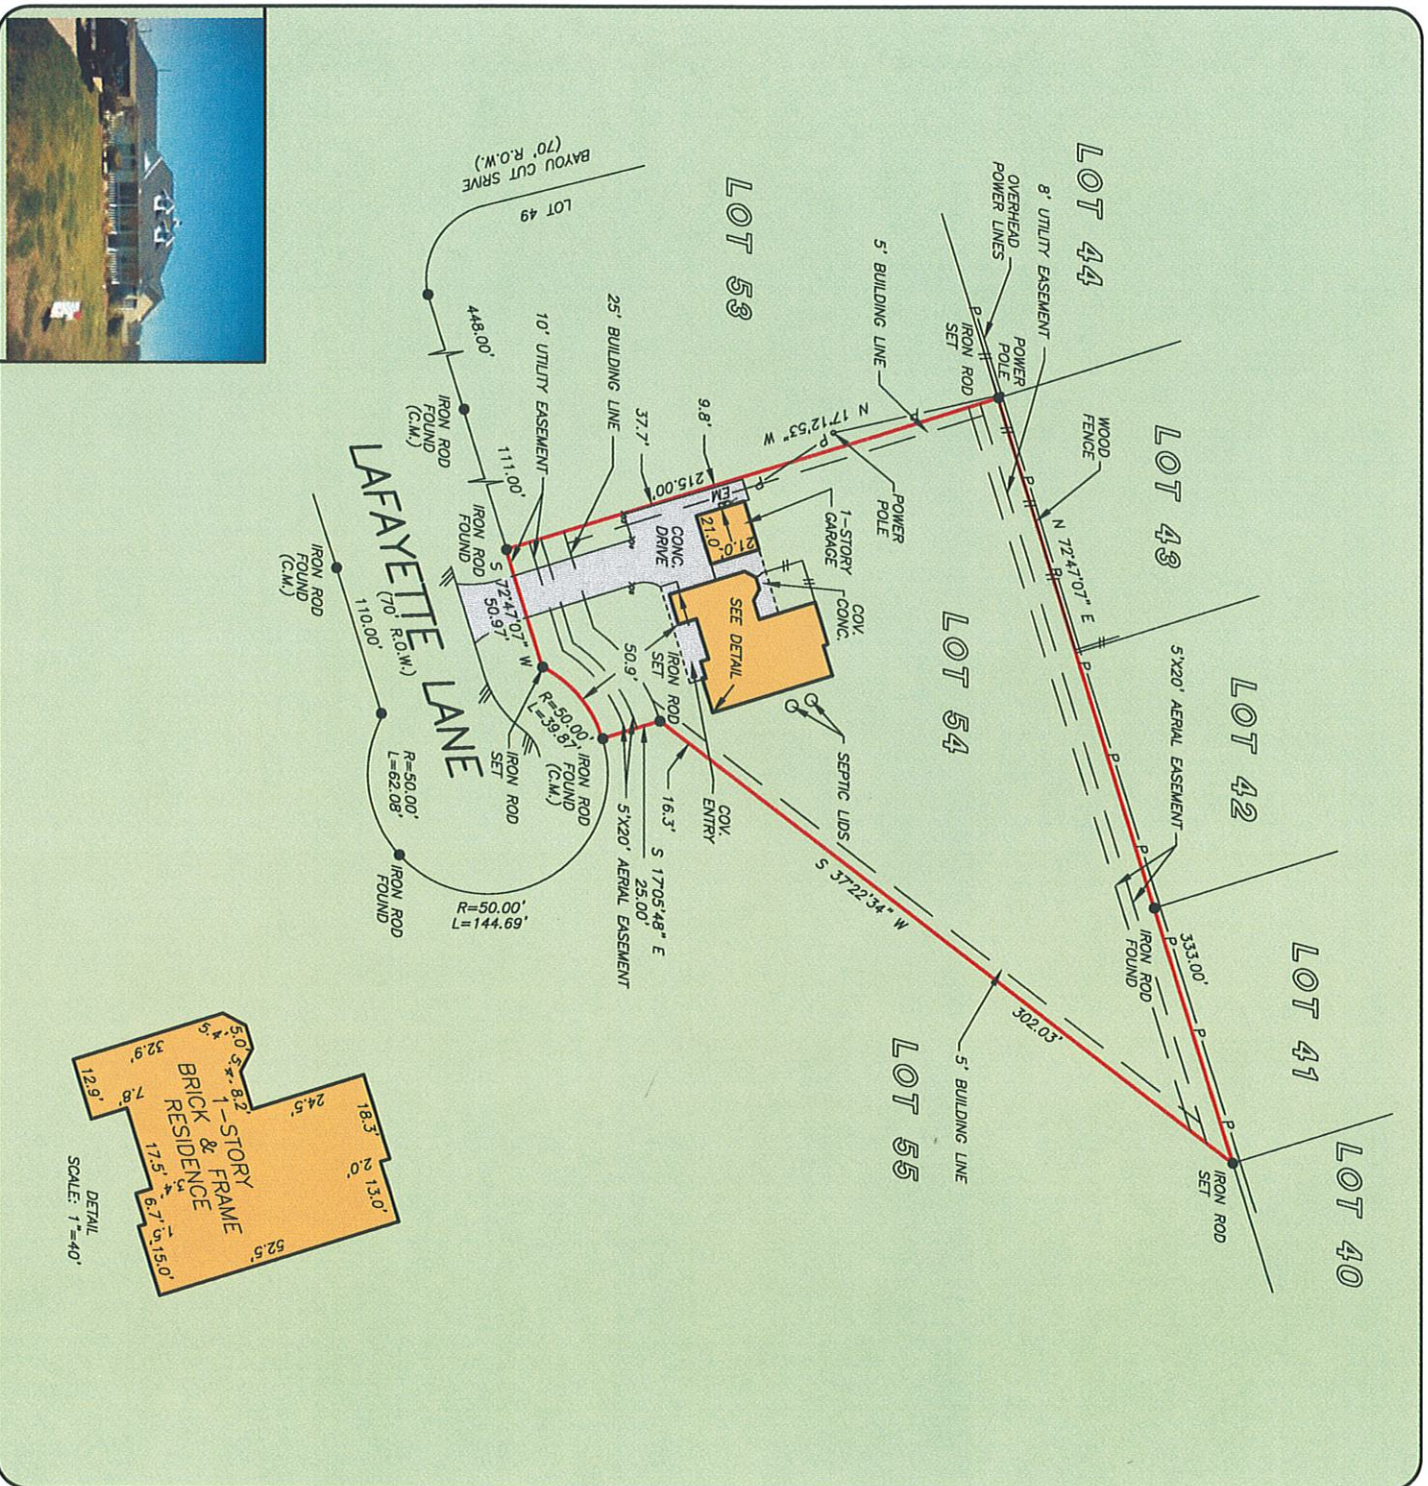 LOT 44
LOT 43
LOT 42
LOT 41
LOT 40
8' UTILITY EASEMENT
OVERHEAD
POWER LINES
P
POWER
POLE
IRON ROD
SET
WOOD
FENCE
N 72°47'07" E
5'X20' AERIAL EASEMENT
IRON ROD
FOUND
333.00'
IRON ROD
SET
5' BUILDING LINE
N 17°12'53" W
215.00'
POWER
POLE
1-STORY
GARAGE
COV.
CONC.
LOT 54
SEPTIC LIDS
S 37°22'34" W
302.03'
5' BUILDING LINE
LOT 55
LOT 53
9.8'
37.7'
EM
21.0'
21.0'
CONC.
DRIVE
SEE DETAIL
25' BUILDING LINE
10' UTILITY EASEMENT
50.9'
IRON ROD
SET
COV.
ENTRY
16.3'
S 17°05'48" E
25.00'
5'X20' AERIAL EASEMENT
BAYOU CUT SRIVE
(70' R.O.W.)
LOT 49
448.00'
IRON ROD
FOUND
(C.M.)
111.00'
IRON ROD
FOUND
S 72°47'07" W
50.97'
R=50.00'
L=39.87'
IRON ROD
FOUND
(C.M.)
IRON ROD
SET
LAFAYETTE LANE
(70' R.O.W.)
IRON ROD
FOUND
(C.M.)
110.00'
R=50.00'
L=62.08'
IRON ROD
FOUND
R=50.00'
L=144.69'
5.0'
5.4'
5.4'
8.2'
24.5'
18.3'
2.0'
13.0'
32.9'
1-STORY
BRICK & FRAME
RESIDENCE
12.9'
7.8'
17.5'
6.7'
15.0'
52.5'
DETAIL
SCALE: 1"=40'